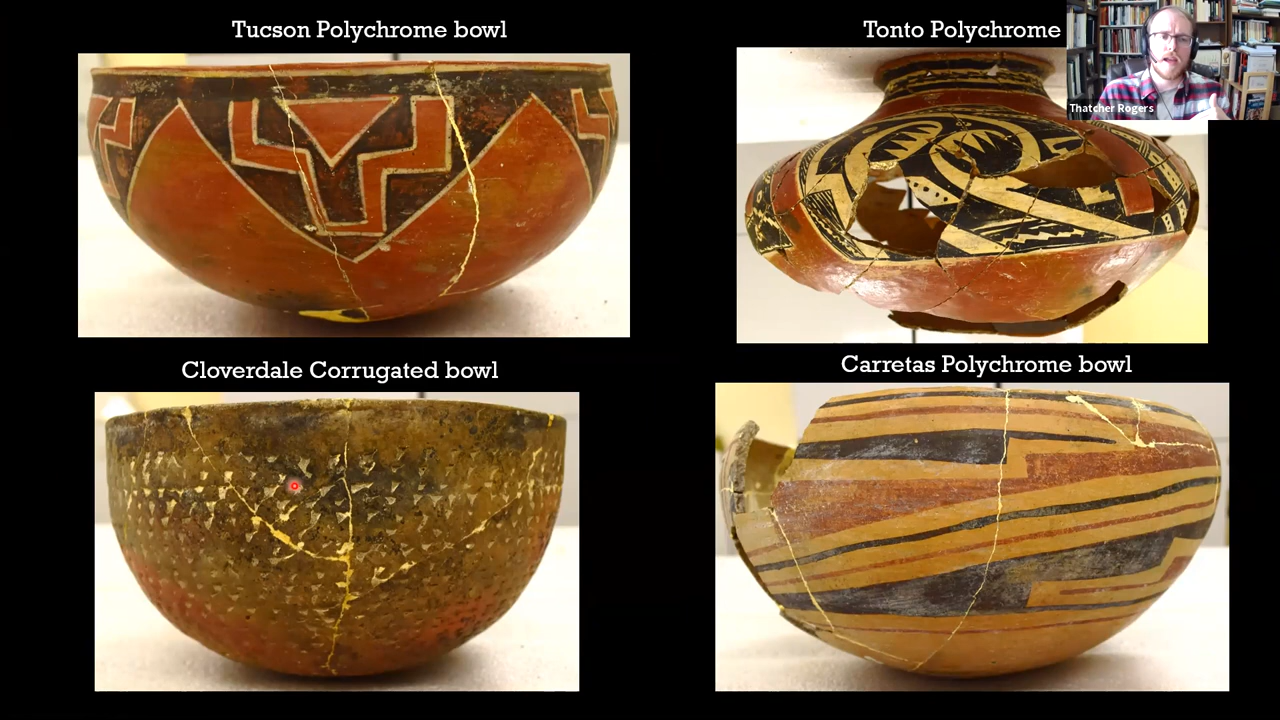 Tucson Polychrome bowl
Tonto Polychrome
Thatcher Rogers
Cloverdale Corrugated bowl
Carretas Polychrome bowl